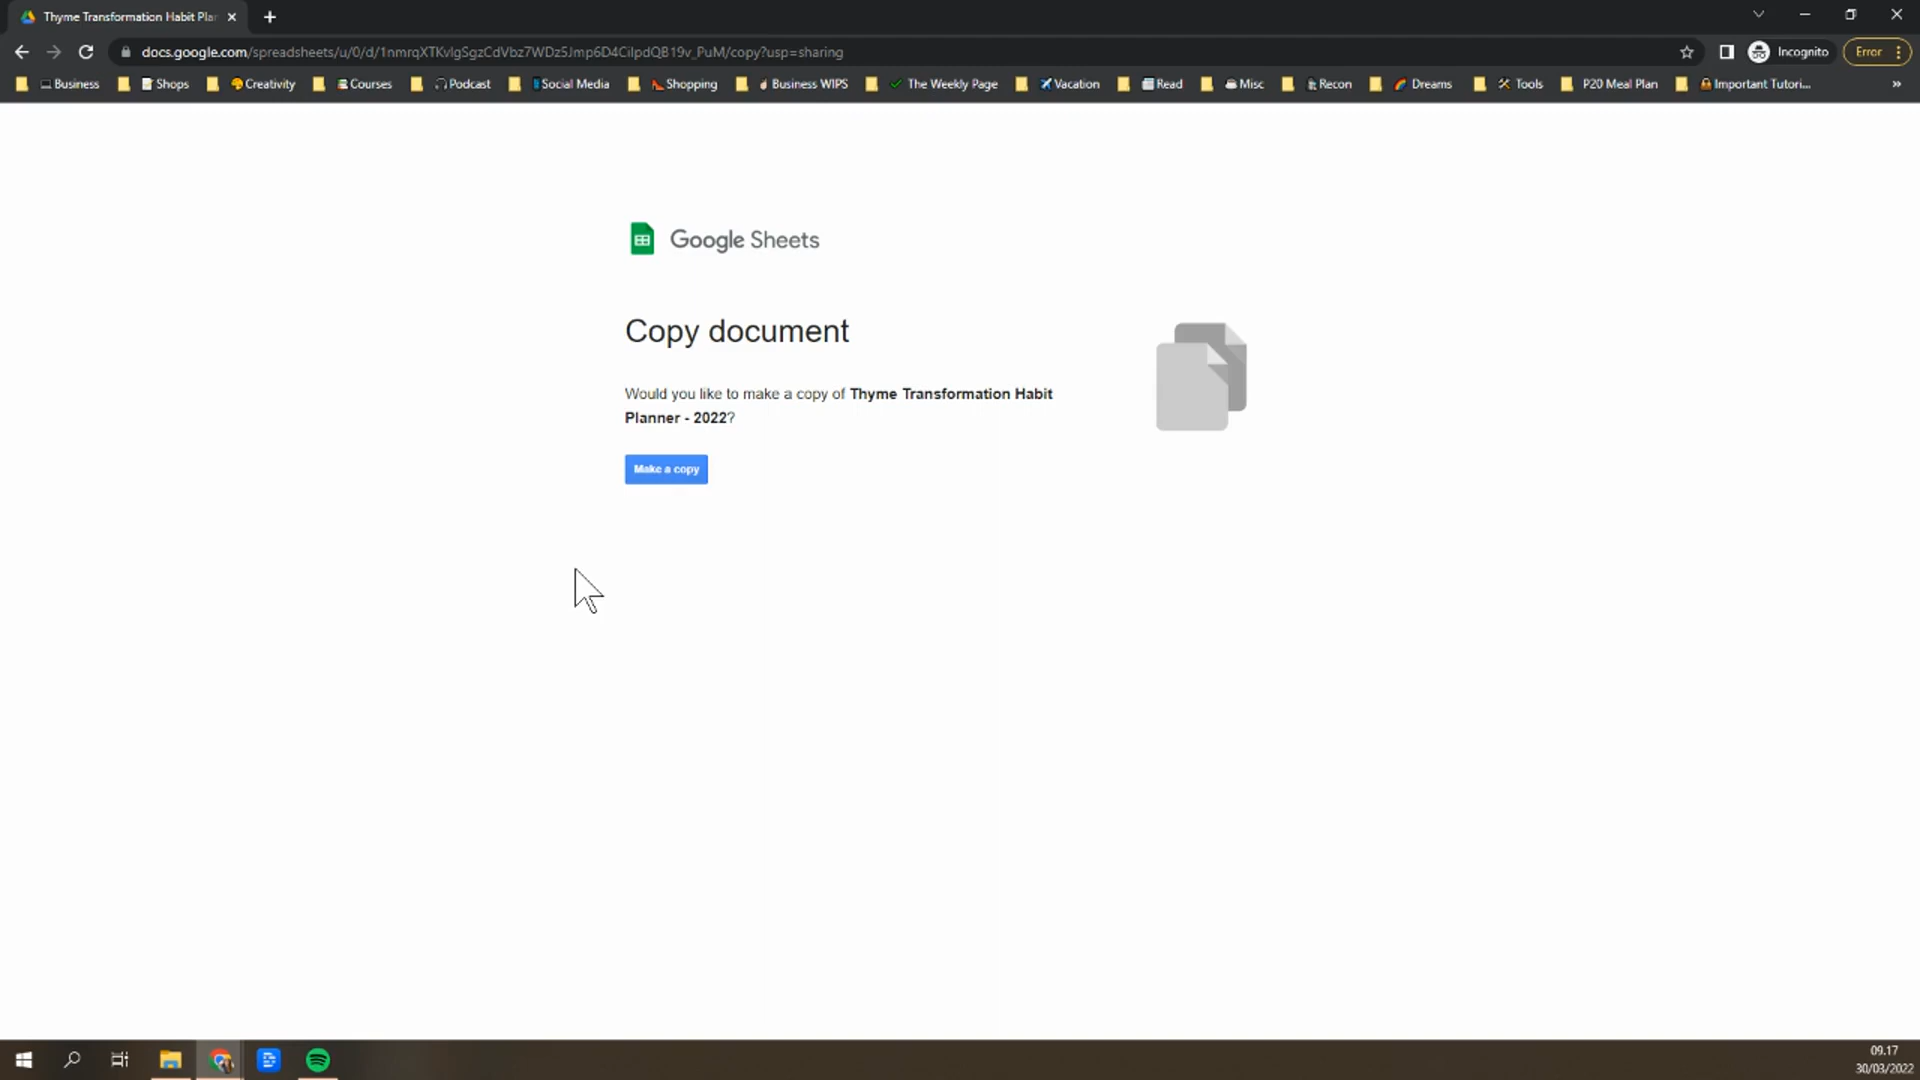 Thyme Transformation Habit Plan
docs.google.com/spreadsheets/u/0/d/1nmrqXTKvlgSgzCdVbz7WDz5Jmp6D4CilpdQB19v_PuM/copy?usp=sharing
Incognito
Error
Business
Shops
Creativity
Courses
Podcast
Social Media
Shopping
Business WIPS
The Weekly Page
Vacation
Read
Misc
Recon
Dreams
Tools
P20 Meal Plan
Important Tutori...
»
Google Sheets
Copy document
Would you like to make a copy of Thyme Transformation Habit
Planner - 2022?
Make a copy
09.17
30/03/2022